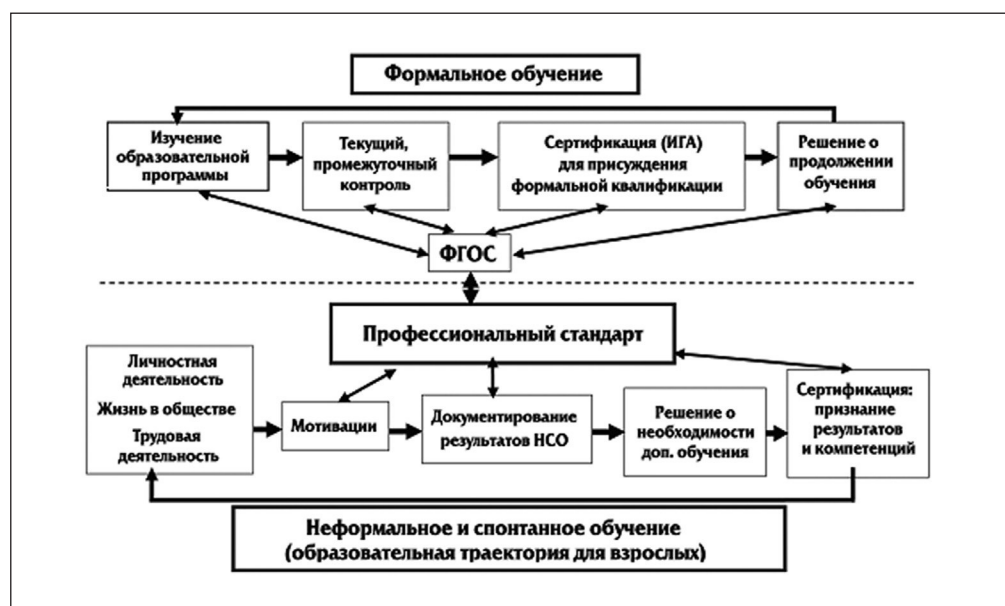 Формальное обучение
Изучение
образовательной
программы
Текущий,
промежуточный
контроль
Сертификация (ИГА)
для присуждения
формальной квалификации
Решение о
продолжении
обучения
ФГОС
Профессиональный стандарт
Личностная
деятельность
Жизнь в обществе
Трудовая
деятельность
Мотивации
Документирование
результатов НСО
Решение о
необходимости
доп. обучения
Сертификация:
признание
результатов
и компетенций
Неформальное и спонтанное обучение
(образовательная траектория для взрослых)